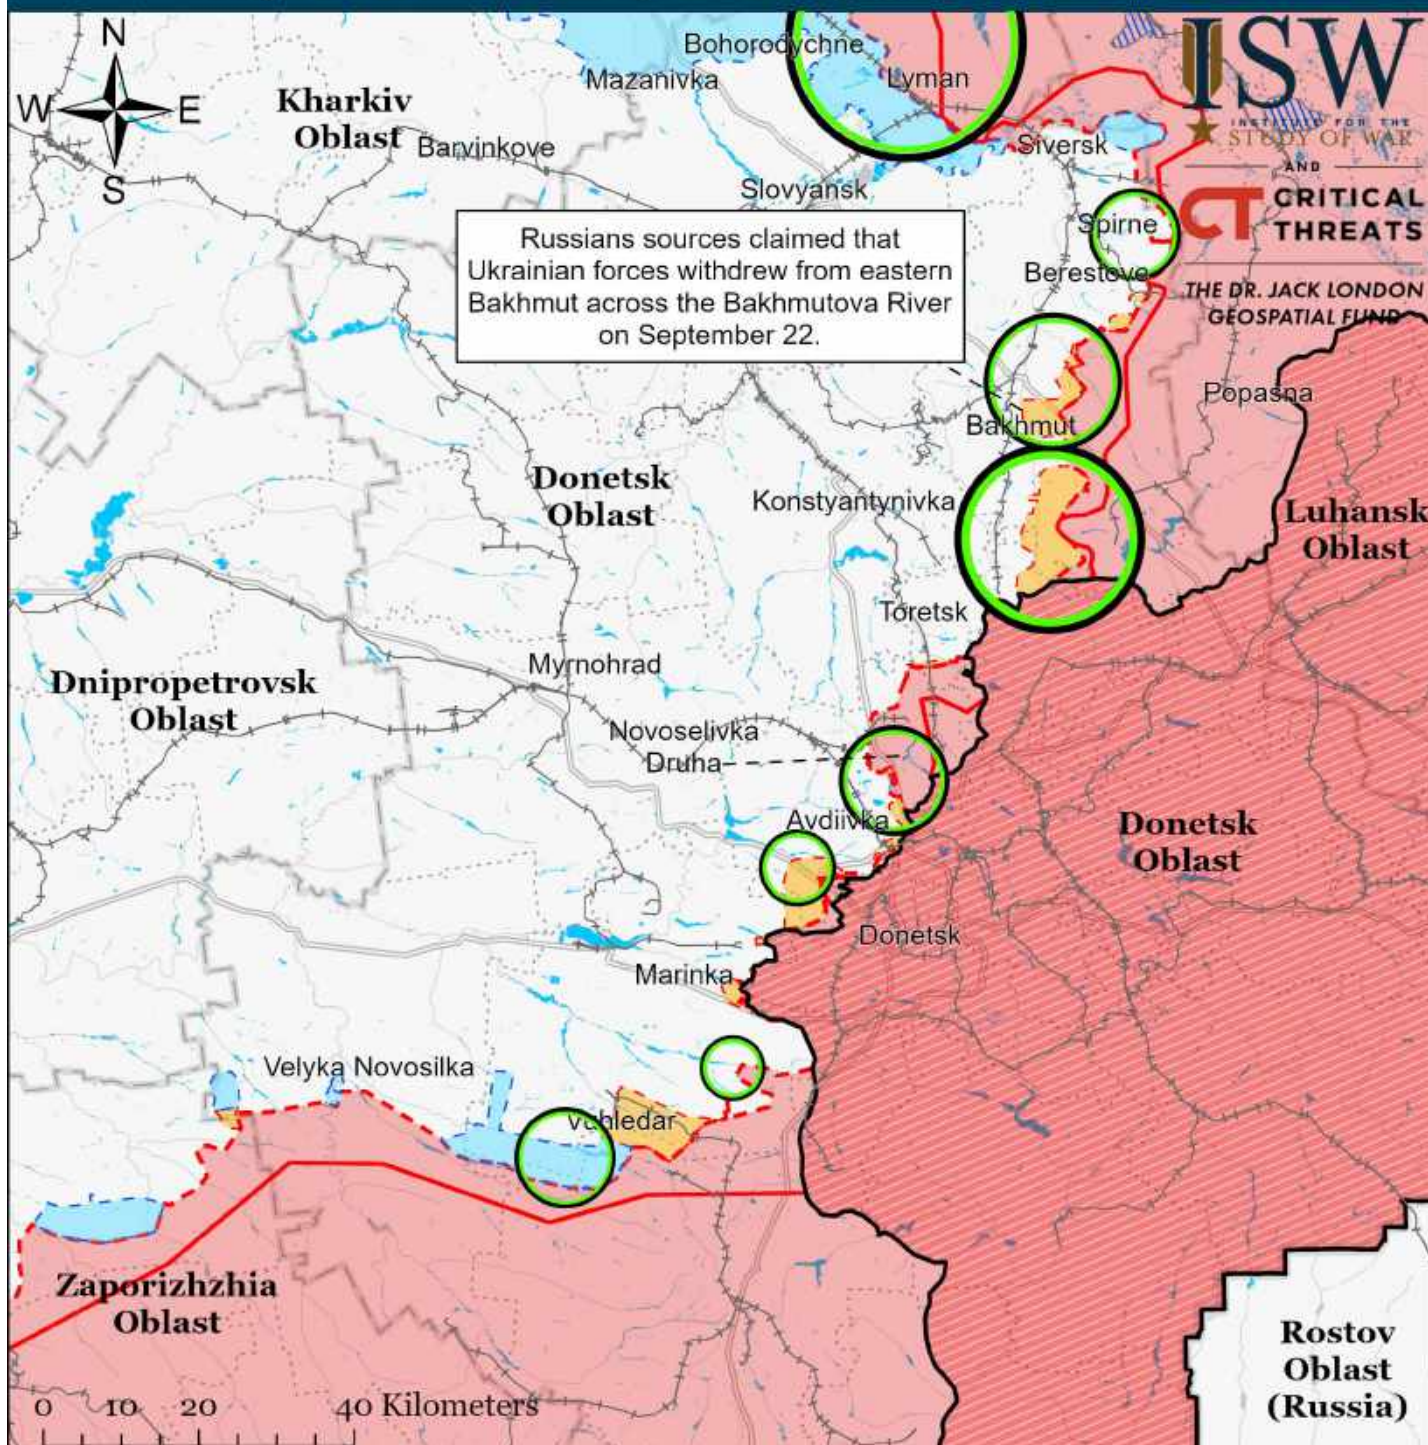 N
W
E
S
Kharkiv
Oblast
Bohorodychne
Mazanivka
Lyman
Barvinkove
Siversk
Slovyansk
ISW
INSTITUTE FOR THE
STUDY OF WAR
AND
CT CRITICAL
THREATS
THE DR. JACK LONDON
GEOSPATIAL FUND
Russians sources claimed that
Ukrainian forces withdrew from eastern
Bakhmut across the Bakhmutova River
on September 22.
Spirne
Berestove
Popasna
Bakhmut
Donetsk
Oblast
Konstyantynivka
Luhansk
Oblast
Toretsk
Myrnohrad
Dnipropetrovsk
Oblast
Novoselivka
Druha
Avdiivka
Donetsk
Oblast
Donetsk
Marinka
Velyka Novosilka
Vuhledar
Zaporizhzhia
Oblast
Rostov
Oblast
(Russia)
0 10 20 40 Kilometers